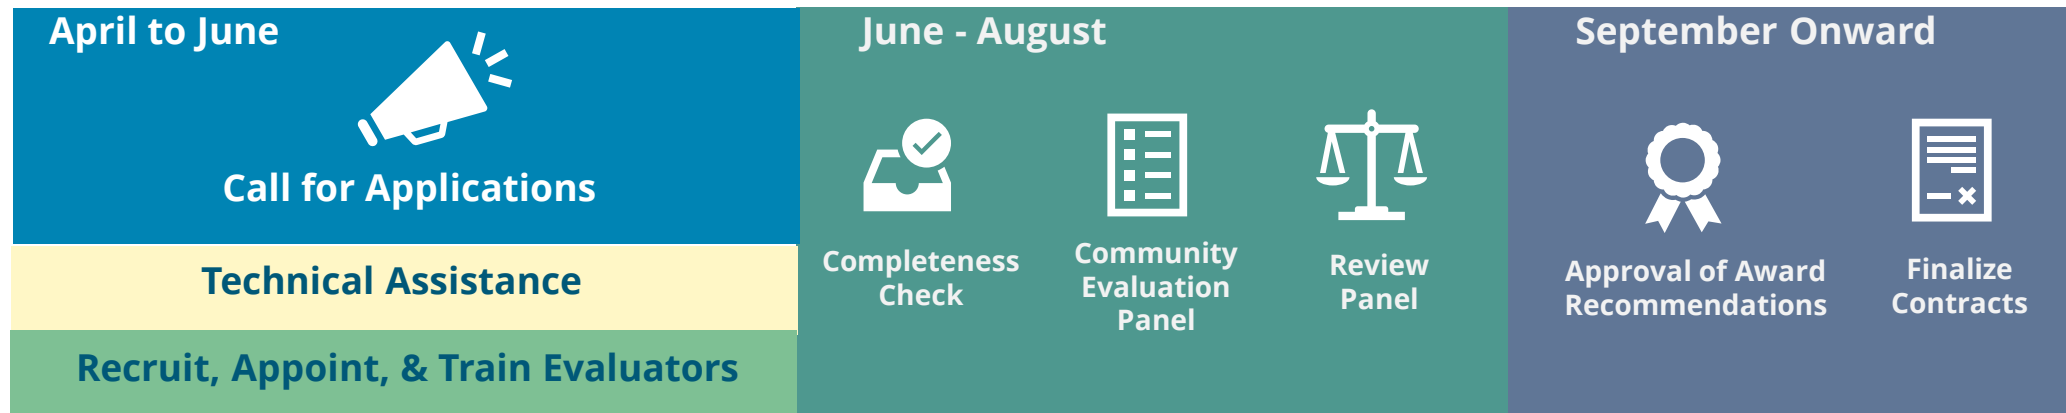 April to June
Call for Applications
Technical Assistance
Recruit, Appoint, & Train Evaluators
June - August
Completeness
Check
Community
Evaluation
Panel
Review
Panel
September Onward
Approval of Award
Recommendations
Finalize
Contracts